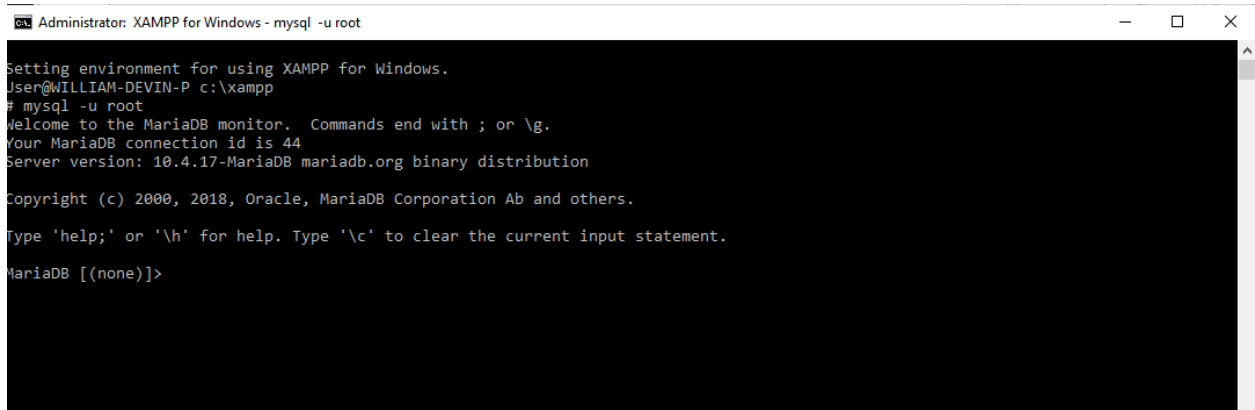 Administrator: XAMPP for Windows - mysql -u root
Setting environment for using XAMPP for Windows.
User@WILLIAM-DEVIN-P c:\xampp
# mysql -u root
Welcome to the MariaDB monitor.  Commands end with ; or \g.
Your MariaDB connection id is 44
Server version: 10.4.17-MariaDB mariadb.org binary distribution
Copyright (c) 2000, 2018, Oracle, MariaDB Corporation Ab and others.
Type 'help;' or '\h' for help. Type '\c' to clear the current input statement.
MariaDB [(none)]>